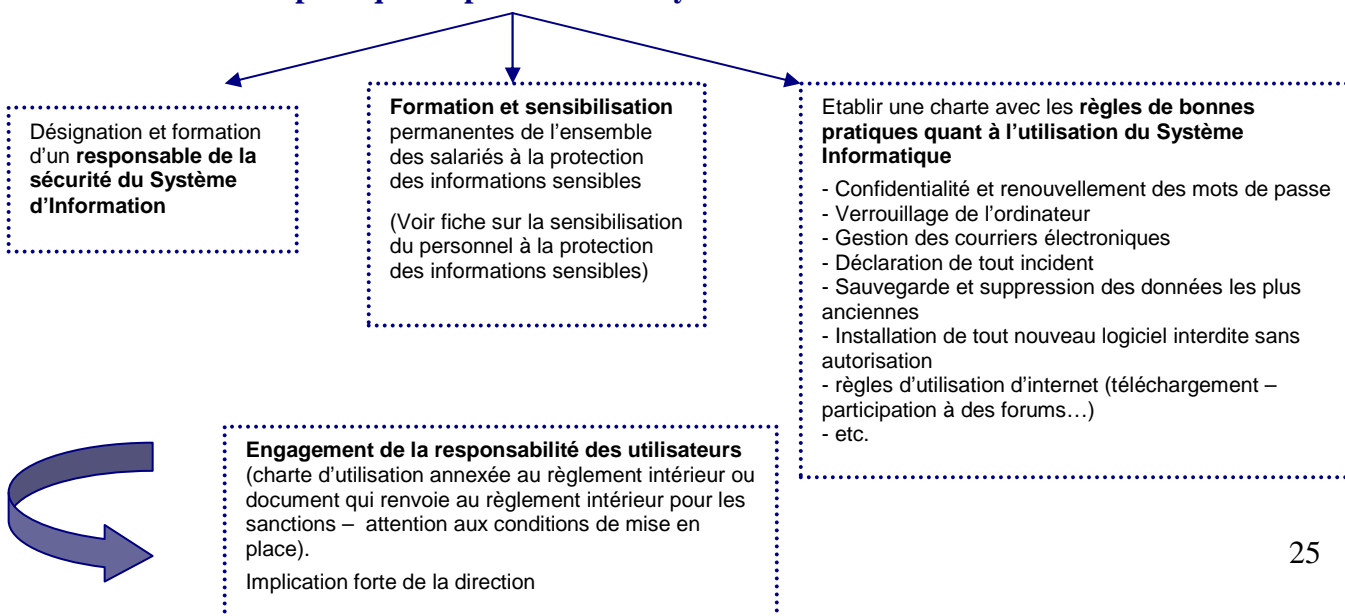 Désignation et formation
d'un responsable de la
sécurité du Système
d'Information
Formation et sensibilisation
permanentes de l'ensemble
des salariés à la protection
des informations sensibles
(Voir fiche sur la sensibilisation
du personnel à la protection
des informations sensibles)
Etablir une charte avec les règles de bonnes
pratiques quant à l'utilisation du Système
Informatique
- Confidentialité et renouvellement des mots de passe
- Verrouillage de l'ordinateur
- Gestion des courriers électroniques
- Déclaration de tout incident
- Sauvegarde et suppression des données les plus
anciennes
- Installation de tout nouveau logiciel interdite sans
autorisation
- règles d'utilisation d'internet (téléchargement –
participation à des forums…)
- etc.
Engagement de la responsabilité des utilisateurs
(charte d'utilisation annexée au règlement intérieur ou
document qui renvoie au règlement intérieur pour les
sanctions – attention aux conditions de mise en
place).
Implication forte de la direction
25